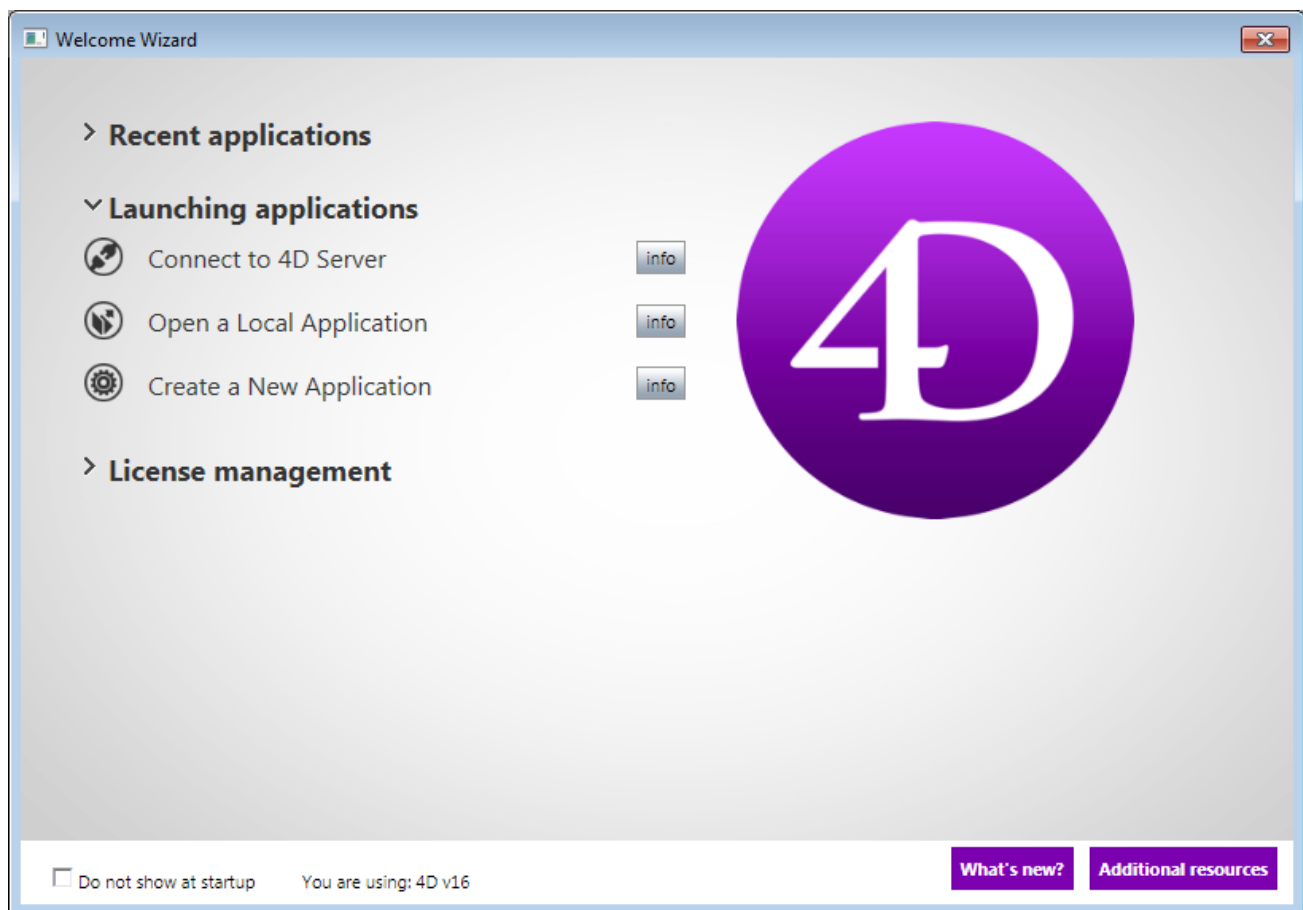 Welcome Wizard
Recent applications
Launching applications
Connect to 4D Server info
Open a Local Application info
Create a New Application info
4D
License management
Do not show at startup You are using: 4D v16 What's new? Additional resources